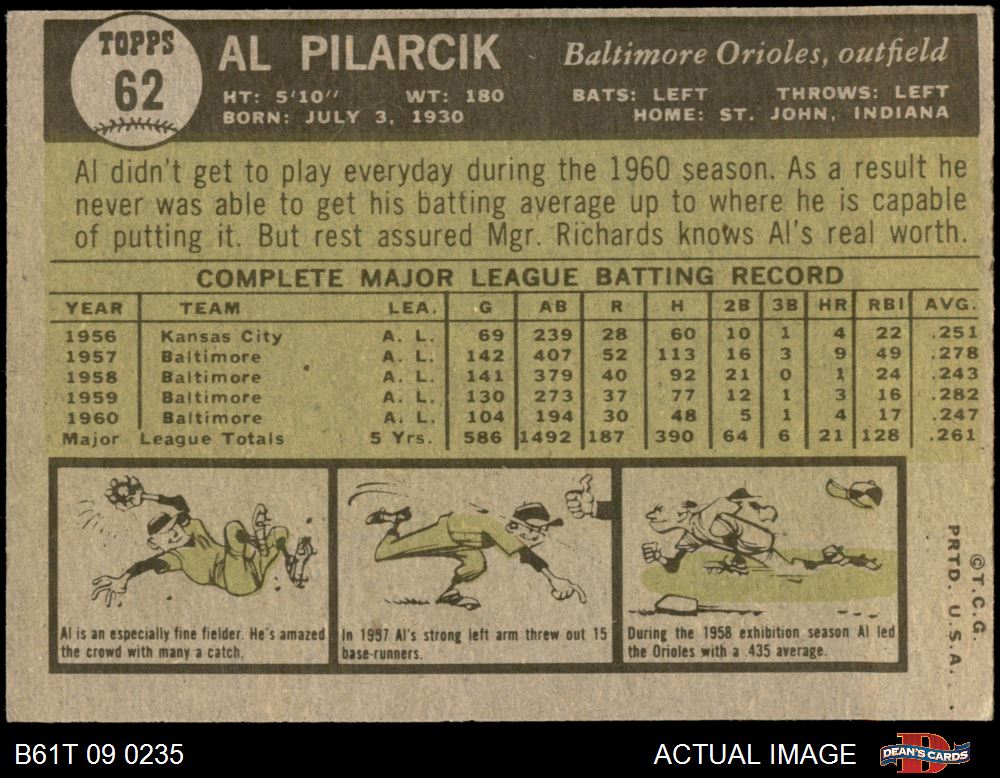 TOPPS
62
AL PILARCIK
Baltimore Orioles, outfield
HT: 5'10" WT: 180 BATS: LEFT THROWS: LEFT
BORN: JULY 3, 1930 HOME: ST. JOHN, INDIANA
Al didn't get to play everyday during the 1960 season. As a result he
never was able to get his batting average up to where he is capable
of putting it. But rest assured Mgr. Richards knows Al's real worth.
COMPLETE MAJOR LEAGUE BATTING RECORD
YEAR TEAM LEA. G AB R H 2B 3B HR RBI AVG.
1956 Kansas City A. L. 69 239 28 60 10 1 4 22 .251
1957 Baltimore A. L. 142 407 52 113 16 3 9 49 .278
1958 Baltimore A. L. 141 379 40 92 21 0 1 24 .243
1959 Baltimore A. L. 130 273 37 77 12 1 3 16 .282
1960 Baltimore A. L. 104 194 30 48 5 1 4 17 .247
Major League Totals 5 Yrs. 586 1492 187 390 64 6 21 128 .261
Al is an especially fine fielder. He's amazed
the crowd with many a catch.
In 1957 Al's strong left arm threw out 15
base-runners.
During the 1958 exhibition season Al led
the Orioles with a .435 average.
© T.C.G.
PRTD. U.S.A.
B61T 09 0235
ACTUAL IMAGE
DEAN'S CARDS